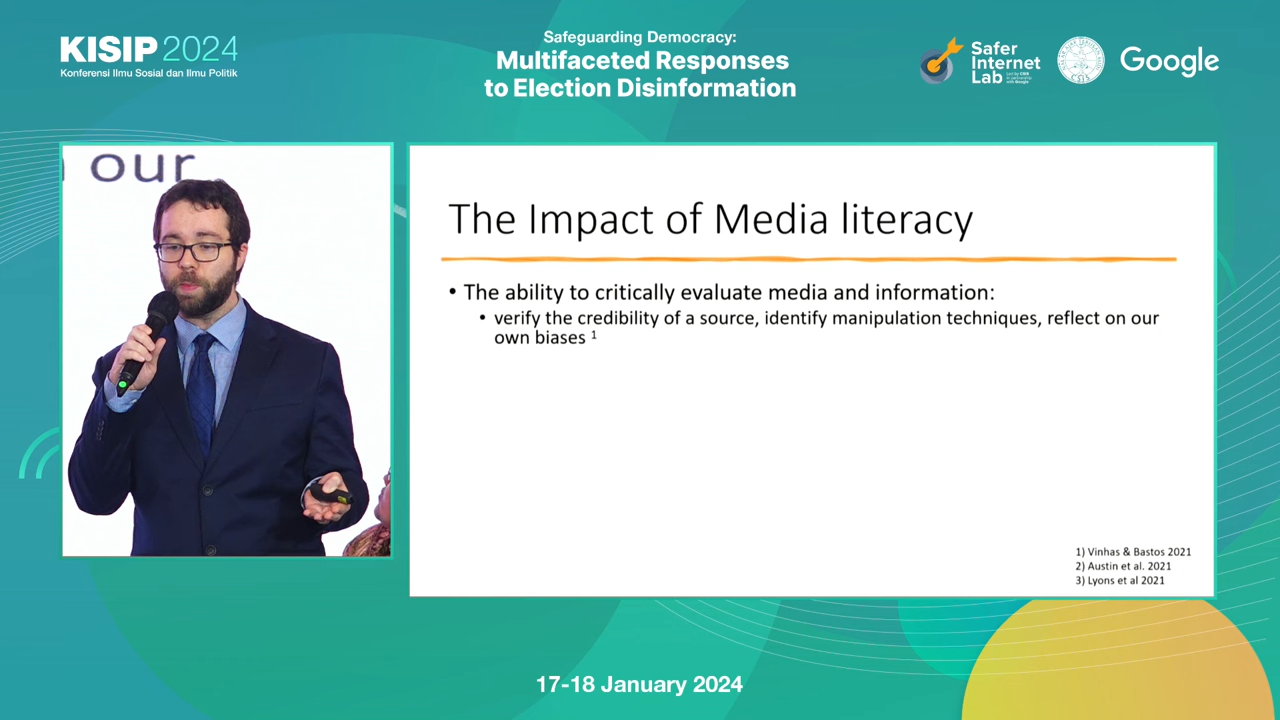 KISIP 2024
Konferensi Ilmu Sosial dan Ilmu Politik
Safeguarding Democracy:
Multifaceted Responses
to Election Disinformation
Safer
Internet
Lab
CSIS
Google
our
The Impact of Media literacy
• The ability to critically evaluate media and information:
• verify the credibility of a source, identify manipulation techniques, reflect on our
own biases ¹
1) Vinhas & Bastos 2021
2) Austin et al. 2021
3) Lyons et al 2021
17-18 January 2024